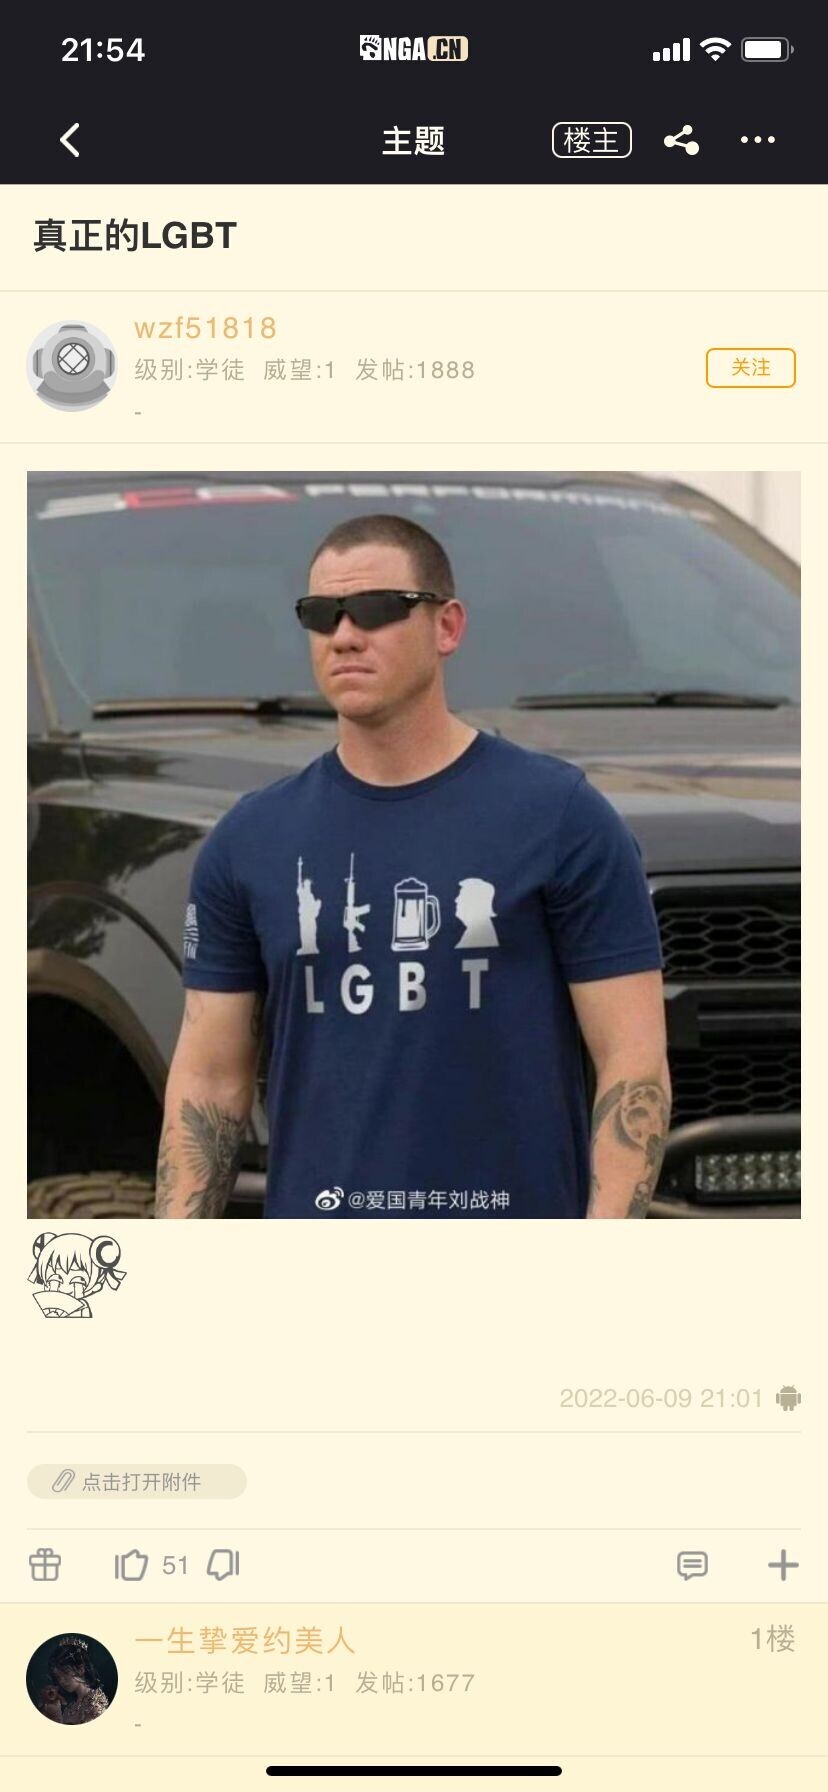 21:54
NGA.CN
主题
楼主
真正的LGBT
wzf51818
级别:学徒 威望:1 发帖:1888
关注
-
PERFORMANCE
L G B T
@爱国青年刘战神
2022-06-09 21:01
点击打开附件
51
一生挚爱约美人
1楼
级别:学徒 威望:1 发帖:1677
-